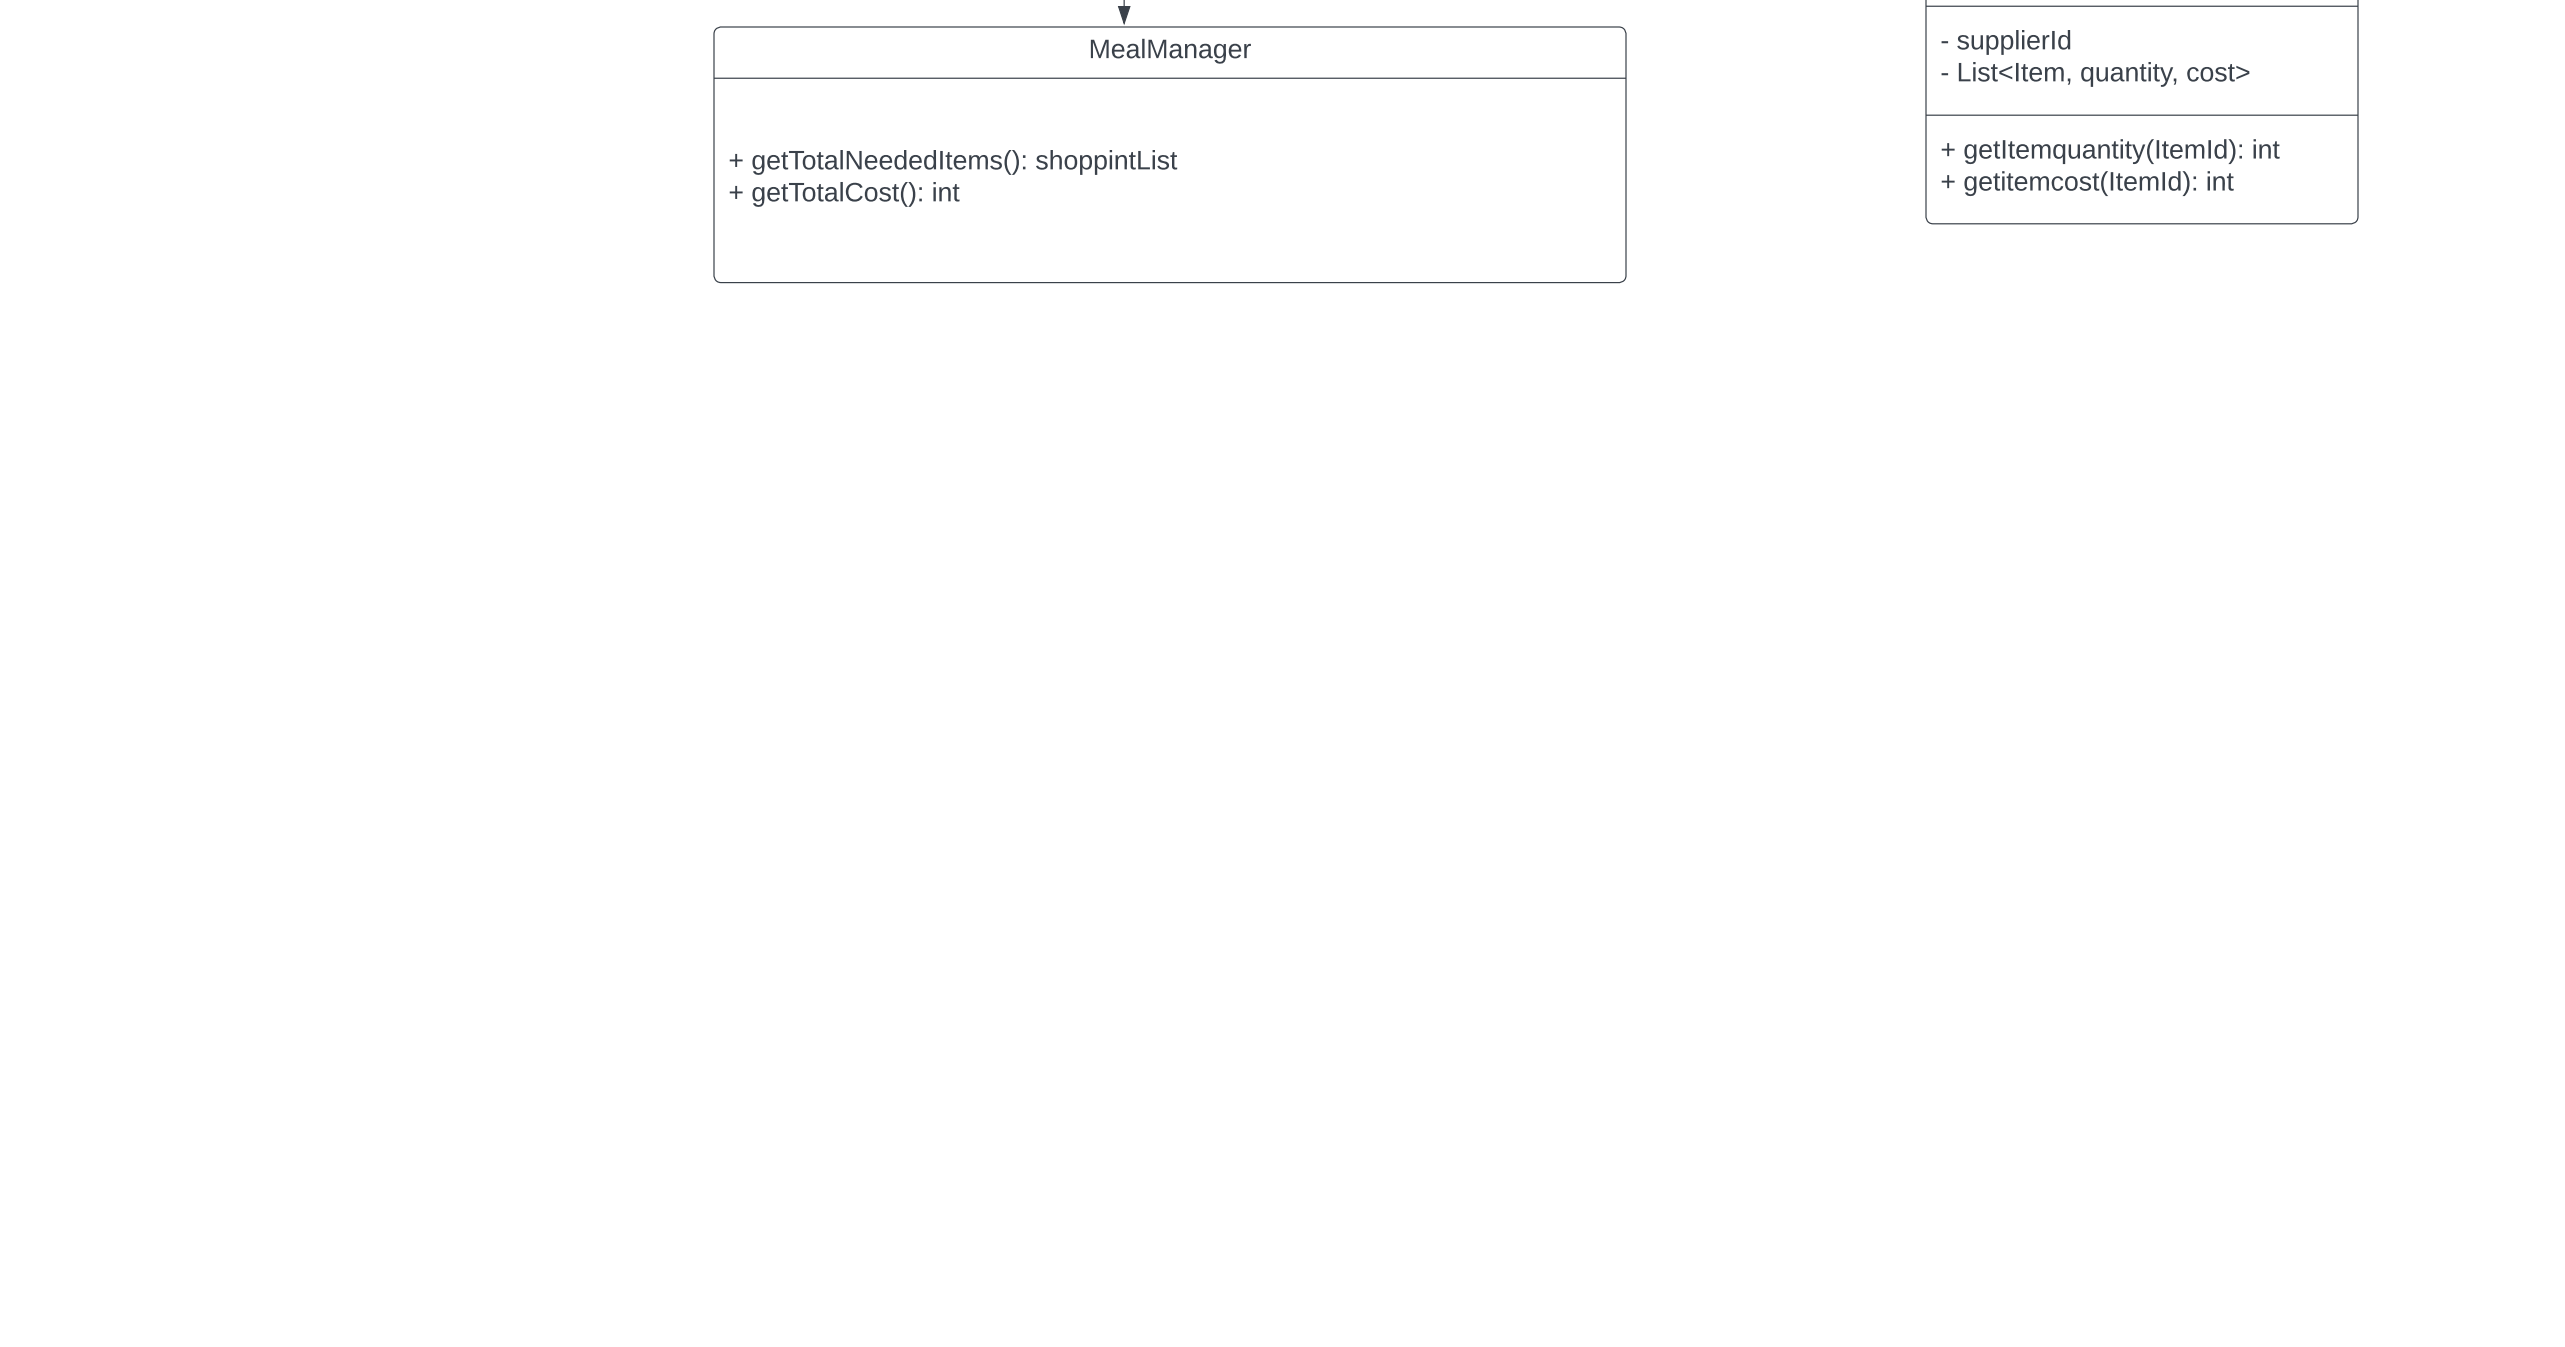 MealManager
+ getTotalNeededItems(): shoppintList
+ getTotalCost(): int
- supplierId
- List<Item, quantity, cost>
+ getItemquantity(ItemId): int
+ getitemcost(ItemId): int